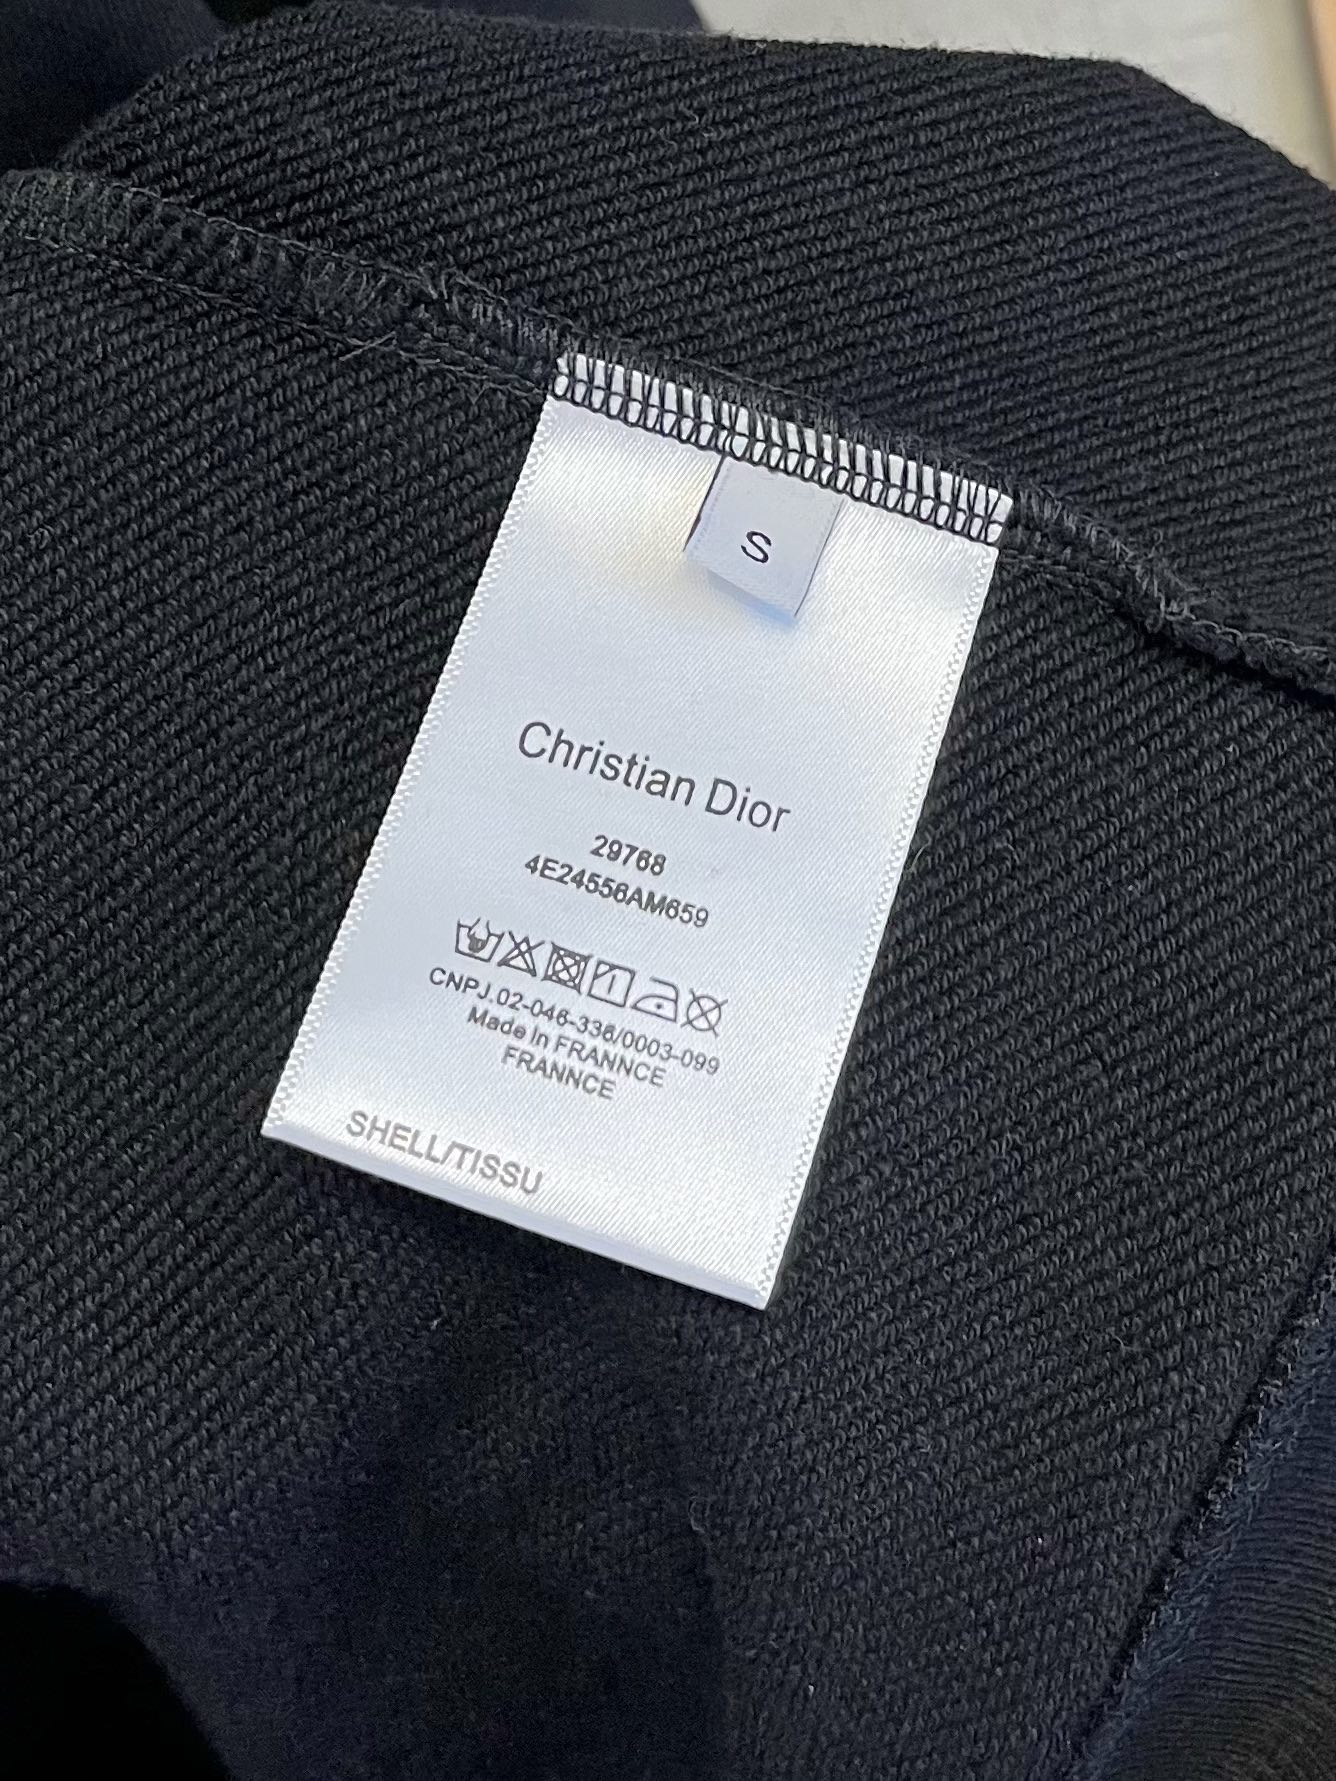 S
Christian Dior
29768
4E24556AM659
CNPJ.02-046-336/0003-099
Made In FRANNCE
FRANNCE
SHELL/TISSU